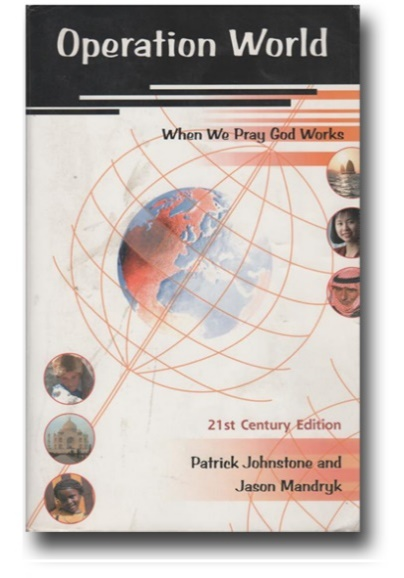 Operation World
When We Pray God Works
21st Century Edition
Patrick Johnstone and
Jason Mandryk